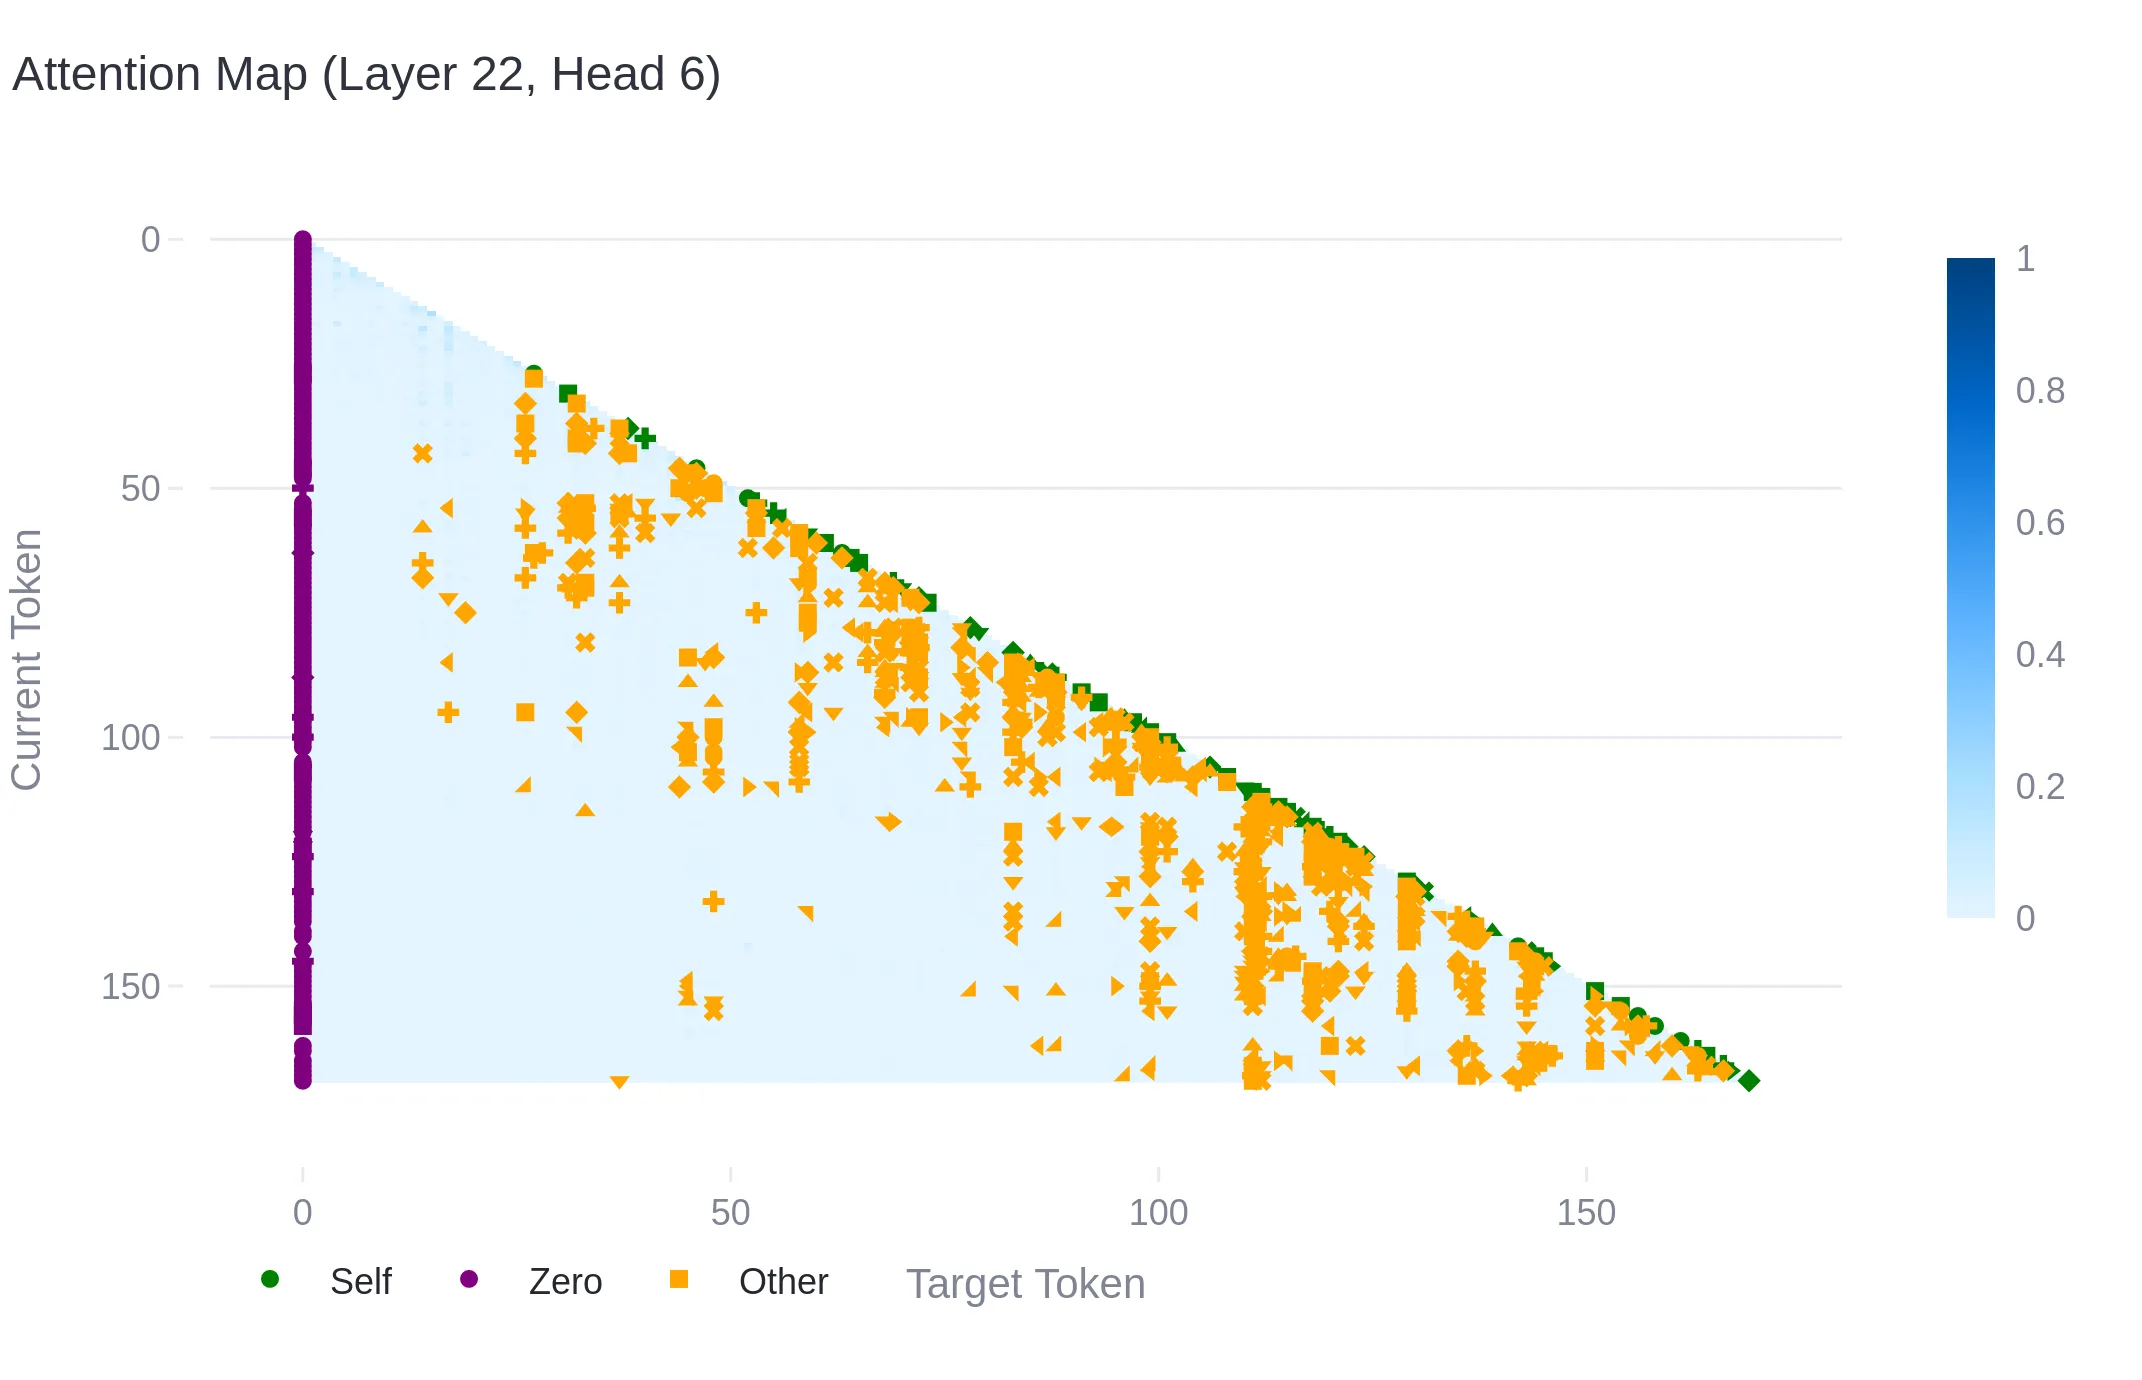 Attention Map (Layer 22, Head 6)
0
50
100
150
Current Token
0
50
100
150
Target Token
Self
Zero
Other
1
0.8
0.6
0.4
0.2
0